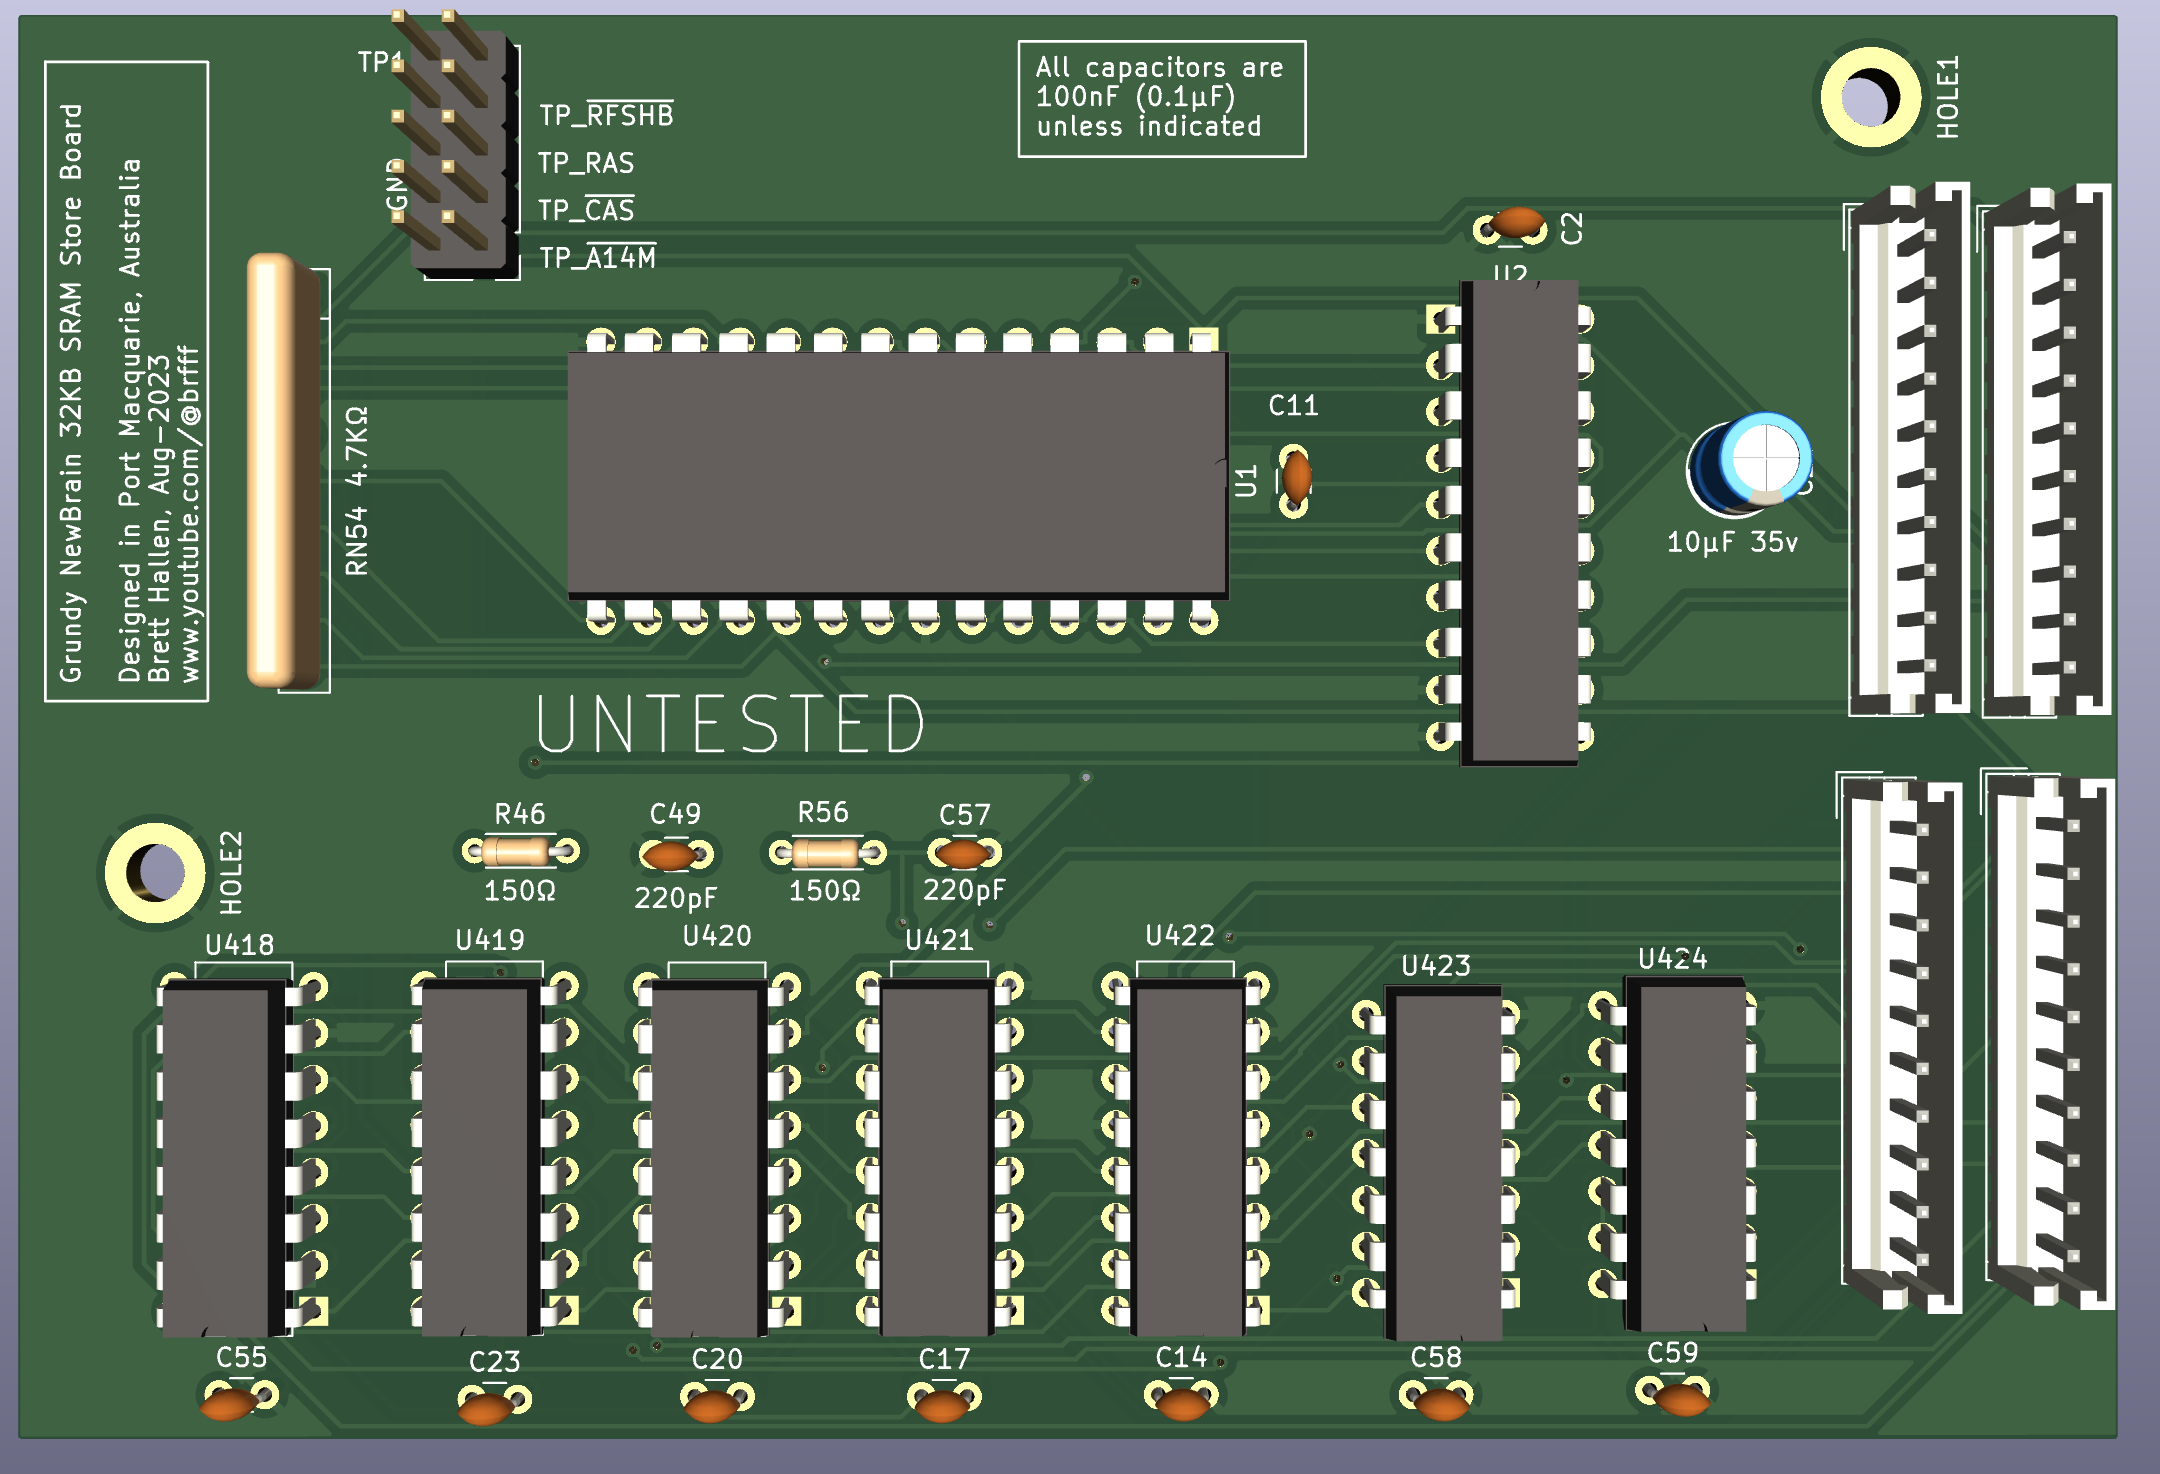 Grundy NewBrain 32KB SRAM Store Board
Designed in Port Macquarie, Australia
Brett Hallen, Aug-2023
www.youtube.com/@brfff
TP1
GND
TP_RFSHB
TP_RAS
TP_CAS
TP_A14M
All capacitors are
100nF (0.1µF)
unless indicated
HOLE1
C2
U2
RN54 4.7KΩ
C11
U1
10µF 35v
UNTESTED
HOLE2
R46
150Ω
C49
220pF
R56
150Ω
C57
220pF
U418
U419
U420
U421
U422
U423
U424
C55
C23
C20
C17
C14
C58
C59